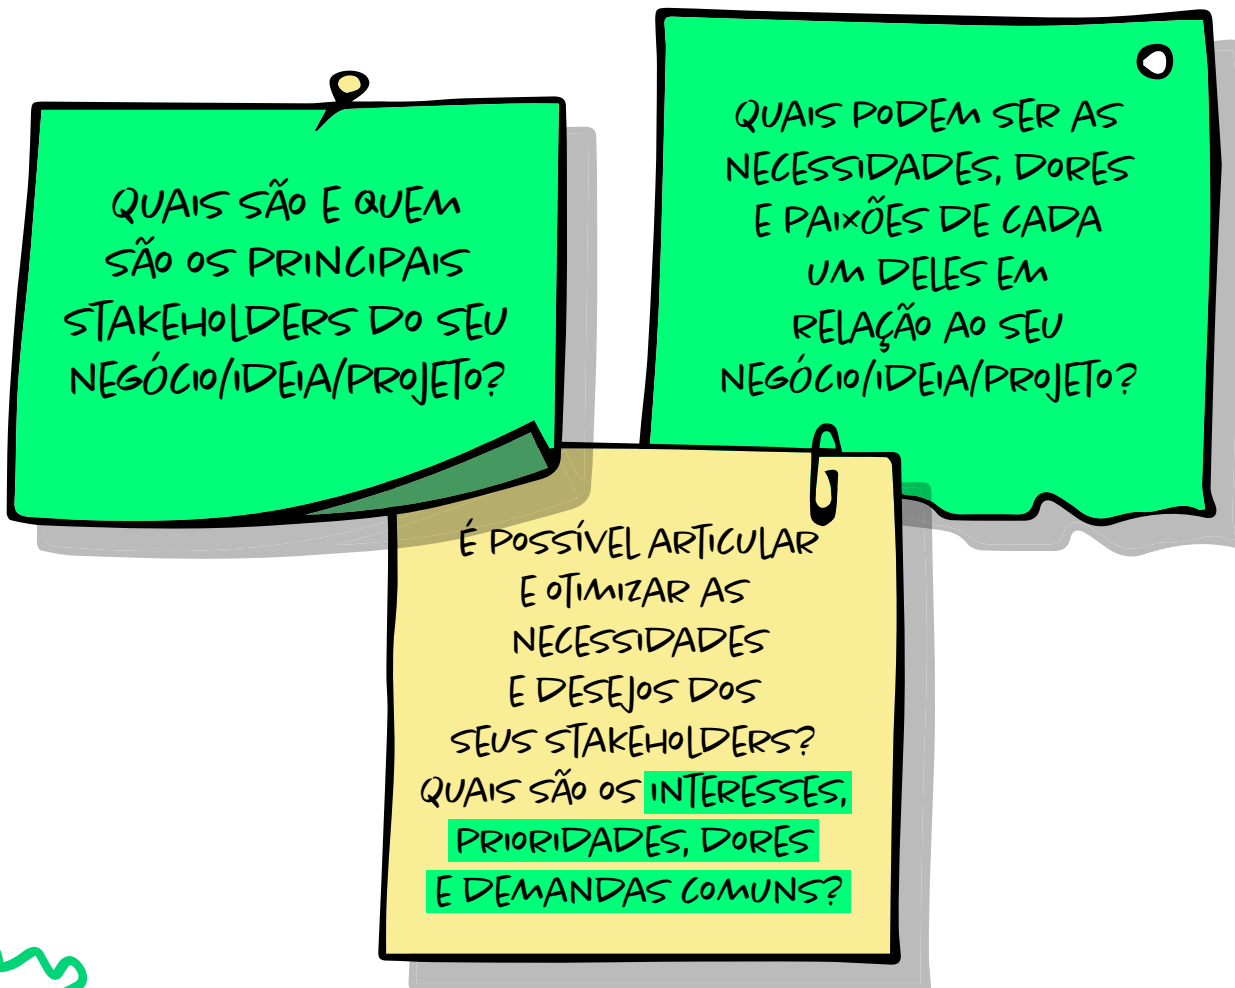 QUAIS SÃO E QUEM
SÃO OS PRINCIPAIS
STAKEHOLDERS DO SEU
NEGÓCIO/IDEIA/PROJETO?
QUAIS PODEM SER AS
NECESSIDADES, DORES
E PAIXÕES DE CADA
UM DELES EM
RELAÇÃO AO SEU
NEGÓCIO/IDEIA/PROJETO?
É POSSÍVEL ARTICULAR
E OTIMIZAR AS
NECESSIDADES
E DESEJOS DOS
SEUS STAKEHOLDERS?
QUAIS SÃO OS INTERESSES,
PRIORIDADES, DORES
E DEMANDAS COMUNS?